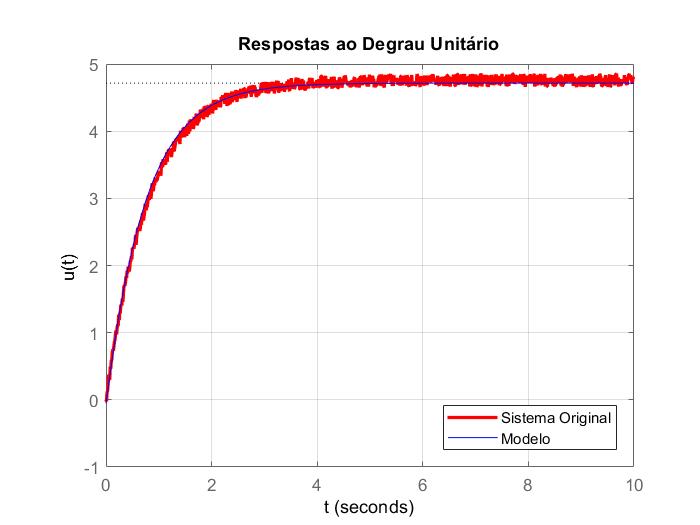 Respostas ao Degrau Unitário
5
4
3
2
1
0
-1
u(t)
Sistema Original
Modelo
0 2 4 6 8 10
t (seconds)